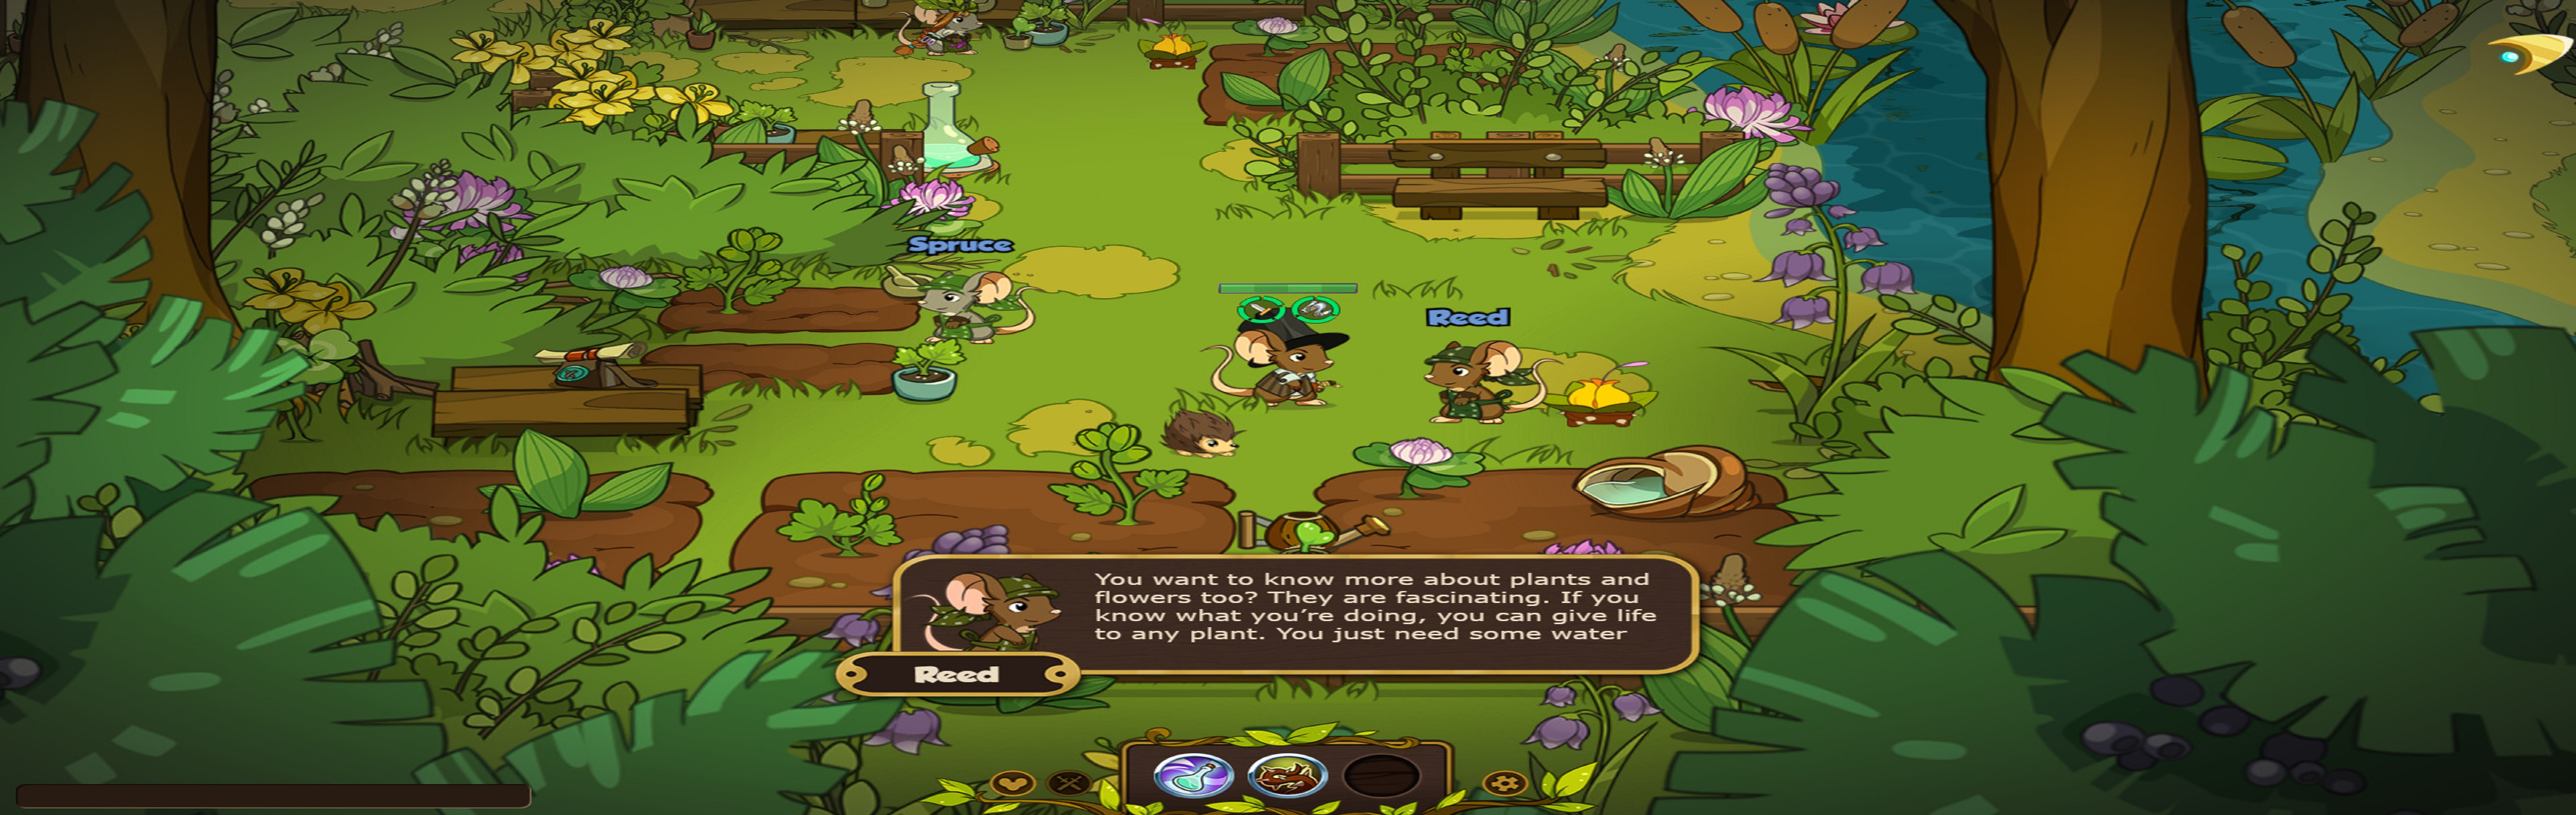 Spruce
Reed
You want to know more about plants and
flowers too? They are fascinating. If you
know what you're doing, you can give life
to any plant. You just need some water
Reed